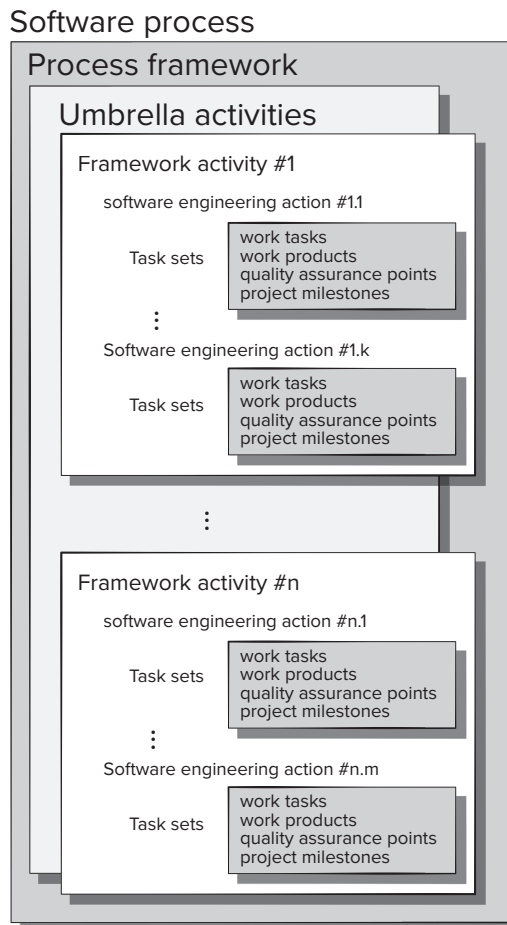 Software process
Process framework
Umbrella activities
Framework activity #1
software engineering action #1.1
Task sets
work tasks
work products
quality assurance points
project milestones
Software engineering action #1.k
Task sets
work tasks
work products
quality assurance points
project milestones
Framework activity #n
software engineering action #n.1
Task sets
work tasks
work products
quality assurance points
project milestones
Software engineering action #n.m
Task sets
work tasks
work products
quality assurance points
project milestones